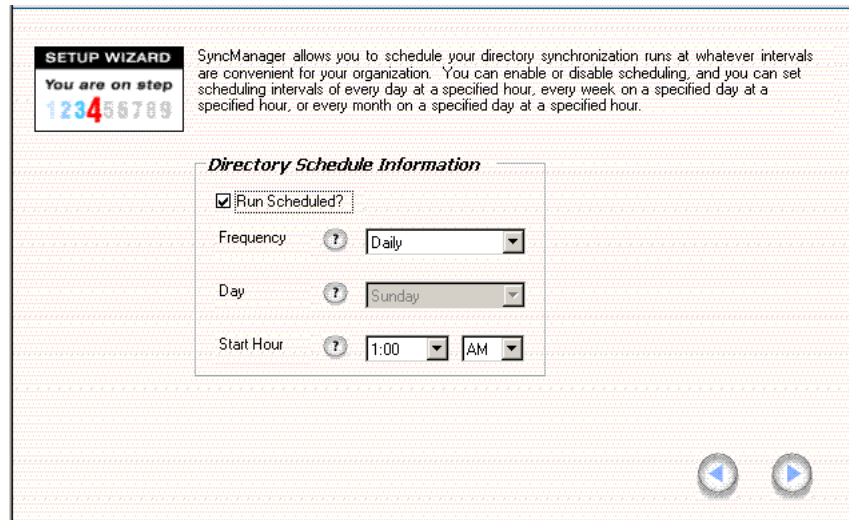 SETUP WIZARD
You are on step
123456789
SyncManager allows you to schedule your directory synchronization runs at whatever intervals
are convenient for your organization. You can enable or disable scheduling, and you can set
scheduling intervals of every day at a specified hour, every week on a specified day at a
specified hour, or every month on a specified day at a specified hour.
Directory Schedule Information
Run Scheduled?
Frequency ? Daily
Day ? Sunday
Start Hour ? 1:00 AM